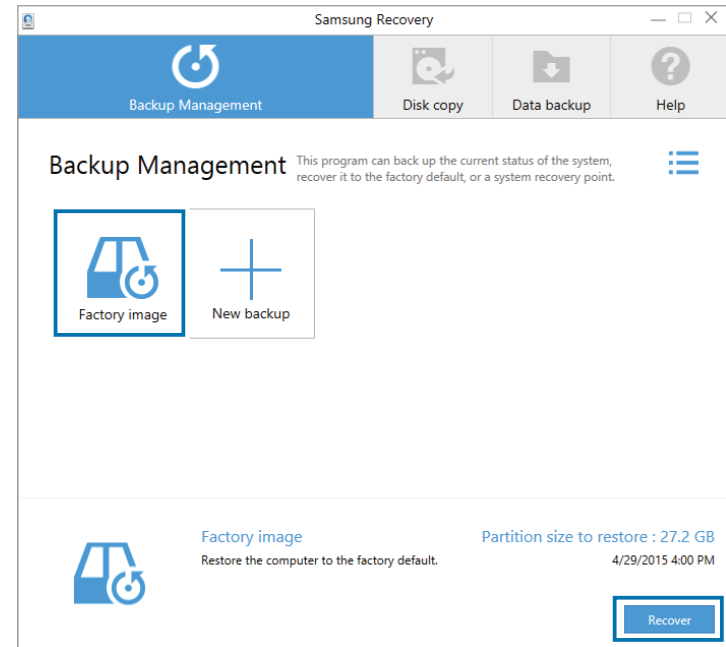 Samsung Recovery
Backup Management
Disk copy
Data backup
Help
Backup Management
This program can back up the current status of the system,
recover it to the factory default, or a system recovery point.
Factory image
New backup
Factory image
Partition size to restore : 27.2 GB
Restore the computer to the factory default.
4/29/2015 4:00 PM
Recover